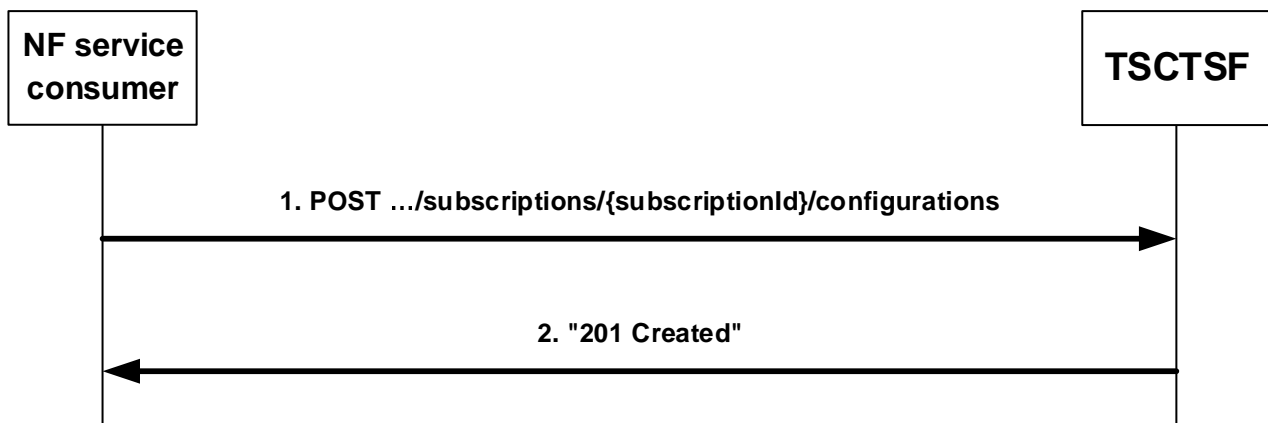 NF service
consumer
TSCTSF
1. POST .../subscriptions/{subscriptionId}/configurations
2. "201 Created"